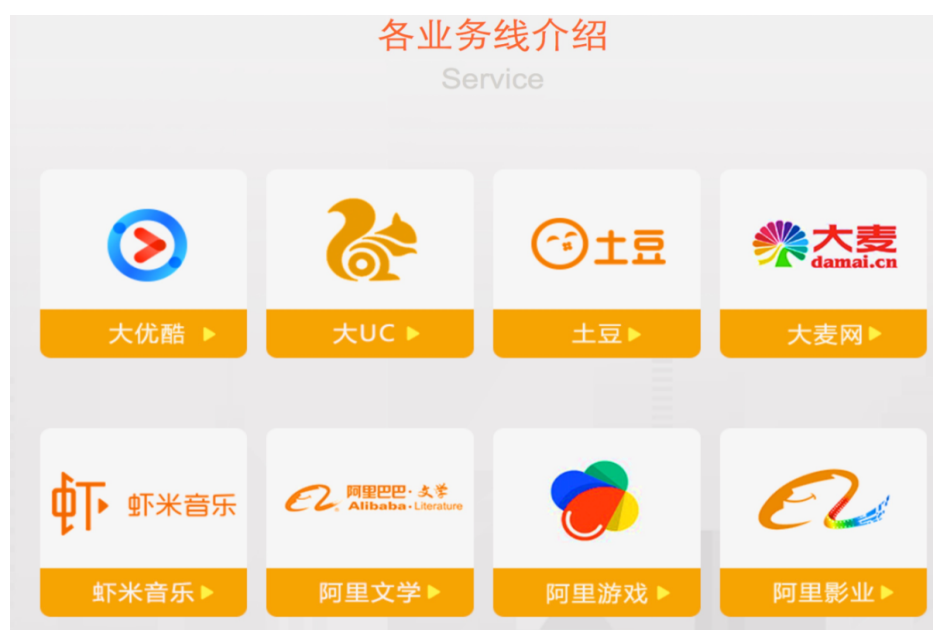 各业务线介绍
Service
土豆
大麦
damai.cn
大优酷
大UC
土豆
大麦网
虾米音乐
阿里巴巴·文学
Alibaba·Literature
虾米音乐
阿里文学
阿里游戏
阿里影业